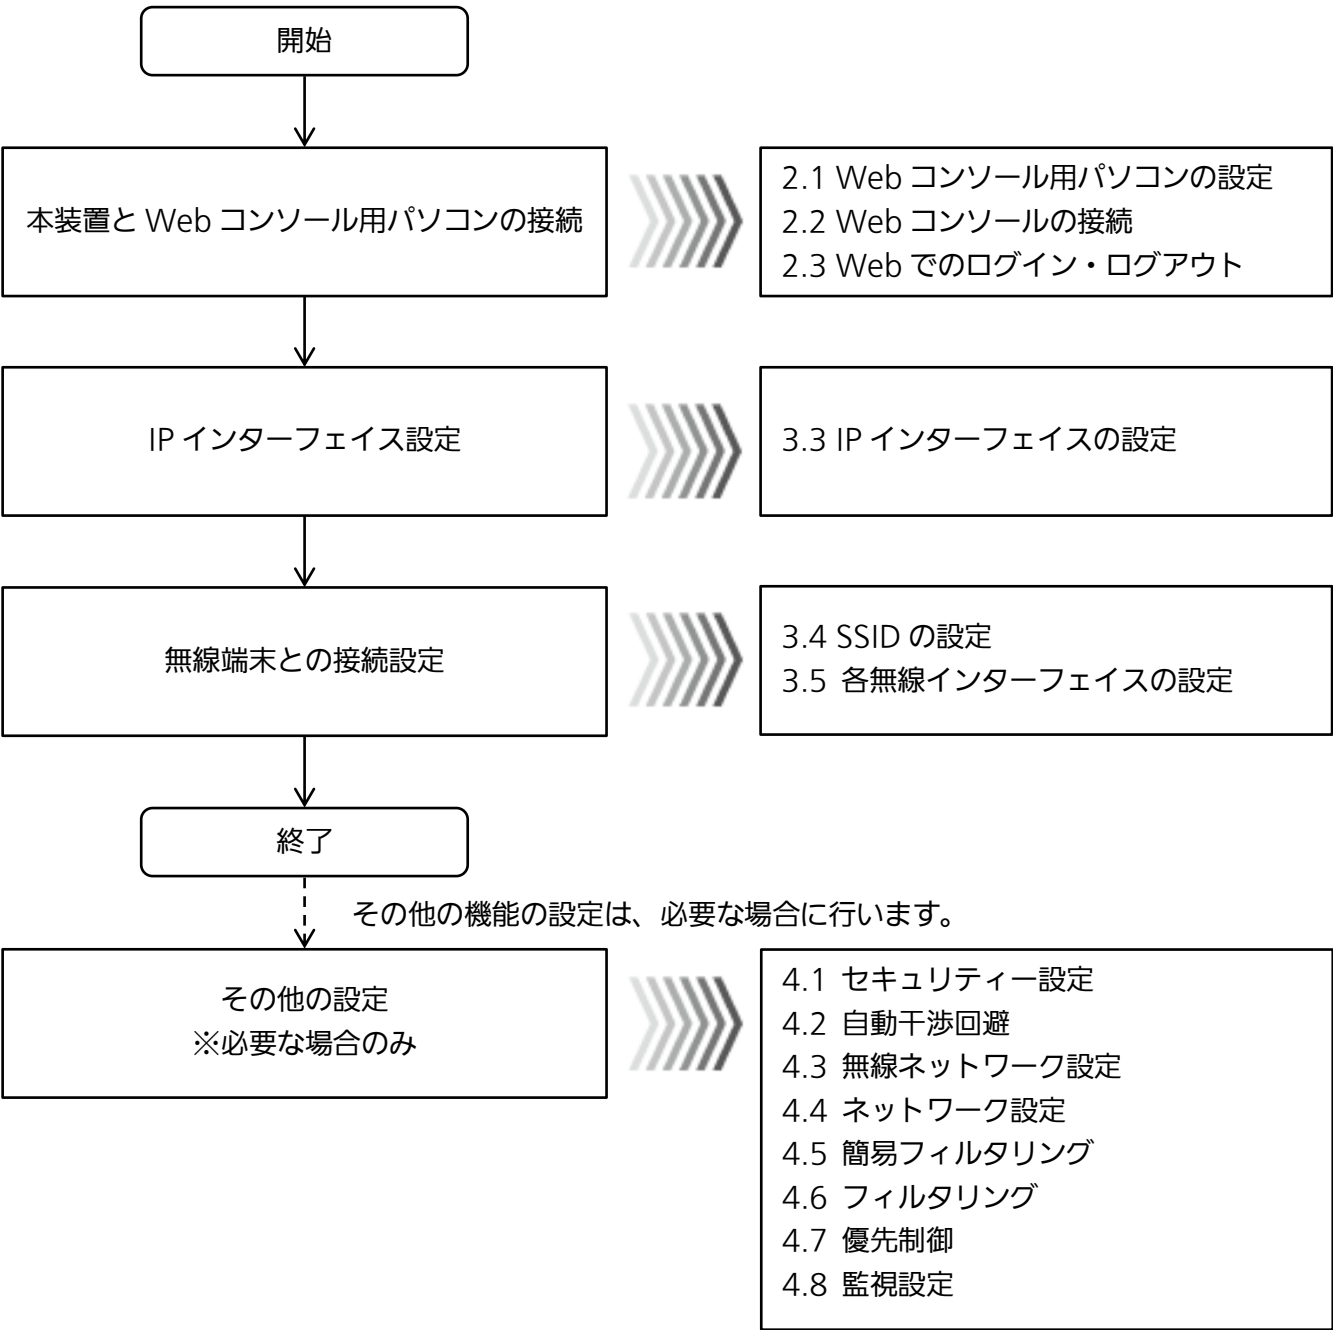 開始
本装置と Web コンソール用パソコンの接続
2.1 Web コンソール用パソコンの設定
2.2 Web コンソールの接続
2.3 Web でのログイン・ログアウト
IP インターフェイス設定
3.3 IP インターフェイスの設定
無線端末との接続設定
3.4 SSID の設定
3.5 各無線インターフェイスの設定
終了
その他の機能の設定は、必要な場合に行います。
その他の設定
※必要な場合のみ
4.1 セキュリティー設定
4.2 自動干渉回避
4.3 無線ネットワーク設定
4.4 ネットワーク設定
4.5 簡易フィルタリング
4.6 フィルタリング
4.7 優先制御
4.8 監視設定